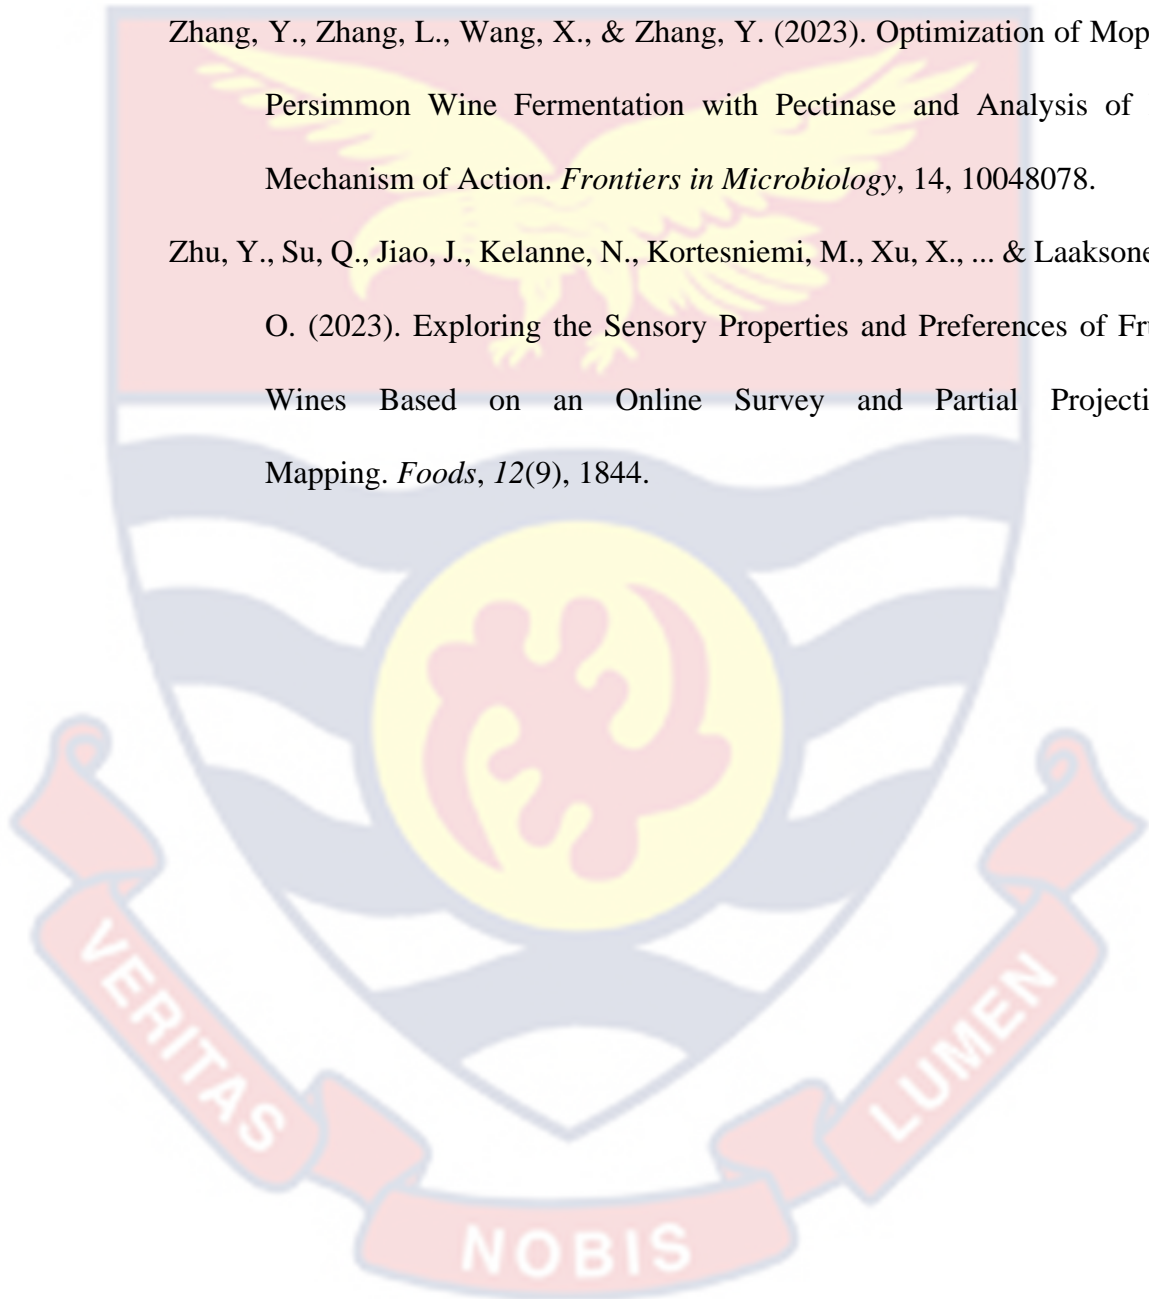 Zhang, Y., Zhang, L., Wang, X., & Zhang, Y. (2023). Optimization of Mop
Persimmon Wine Fermentation with Pectinase and Analysis of
Mechanism of Action. Frontiers in Microbiology, 14, 10048078.
Zhu, Y., Su, Q., Jiao, J., Kelanne, N., Kortesniemi, M., Xu, X., ... & Laaksone
O. (2023). Exploring the Sensory Properties and Preferences of Fr
Wines Based on an Online Survey and Partial Projecti
Mapping. Foods, 12(9), 1844.
VERITAS
NOBIS
LUMEN